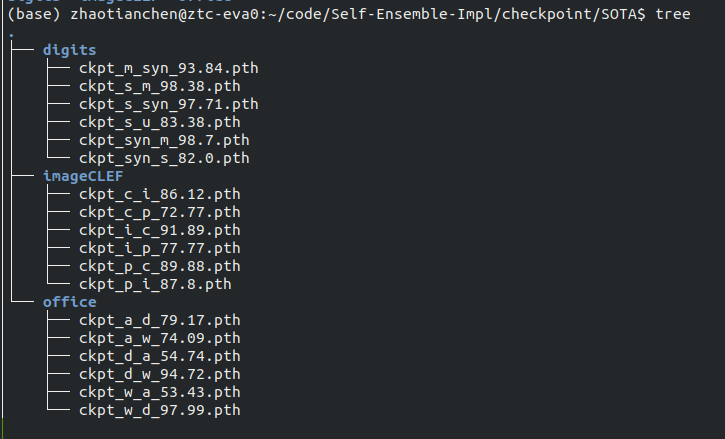 (base) zhaotianchen@ztc-eva0:~/code/Self-Ensemble-Impl/checkpoint/SOTA$ tree
.
├── digits
│   ├── ckpt_m_syn_93.84.pth
│   ├── ckpt_s_m_98.38.pth
│   ├── ckpt_s_syn_97.71.pth
│   ├── ckpt_s_u_83.38.pth
│   ├── ckpt_syn_m_98.7.pth
│   └── ckpt_syn_s_82.0.pth
├── imageCLEF
│   ├── ckpt_c_i_86.12.pth
│   ├── ckpt_c_p_72.77.pth
│   ├── ckpt_i_c_91.89.pth
│   ├── ckpt_i_p_77.77.pth
│   ├── ckpt_p_c_89.88.pth
│   └── ckpt_p_i_87.8.pth
└── office
    ├── ckpt_a_d_79.17.pth
    ├── ckpt_a_w_74.09.pth
    ├── ckpt_d_a_54.74.pth
    ├── ckpt_d_w_94.72.pth
    ├── ckpt_w_a_53.43.pth
    └── ckpt_w_d_97.99.pth